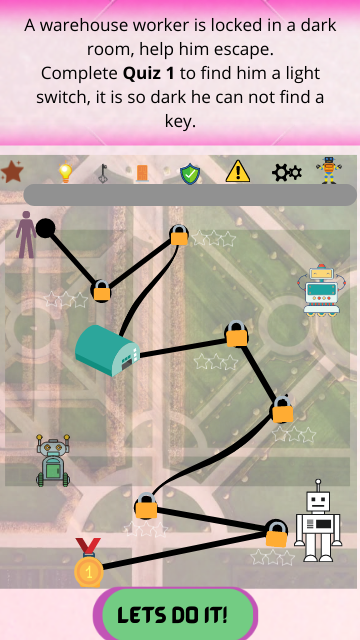 A warehouse worker is locked in a dark
room, help him escape.
Complete Quiz 1 to find him a light
switch, it is so dark he can not find a
key.
1
LETS DO IT!